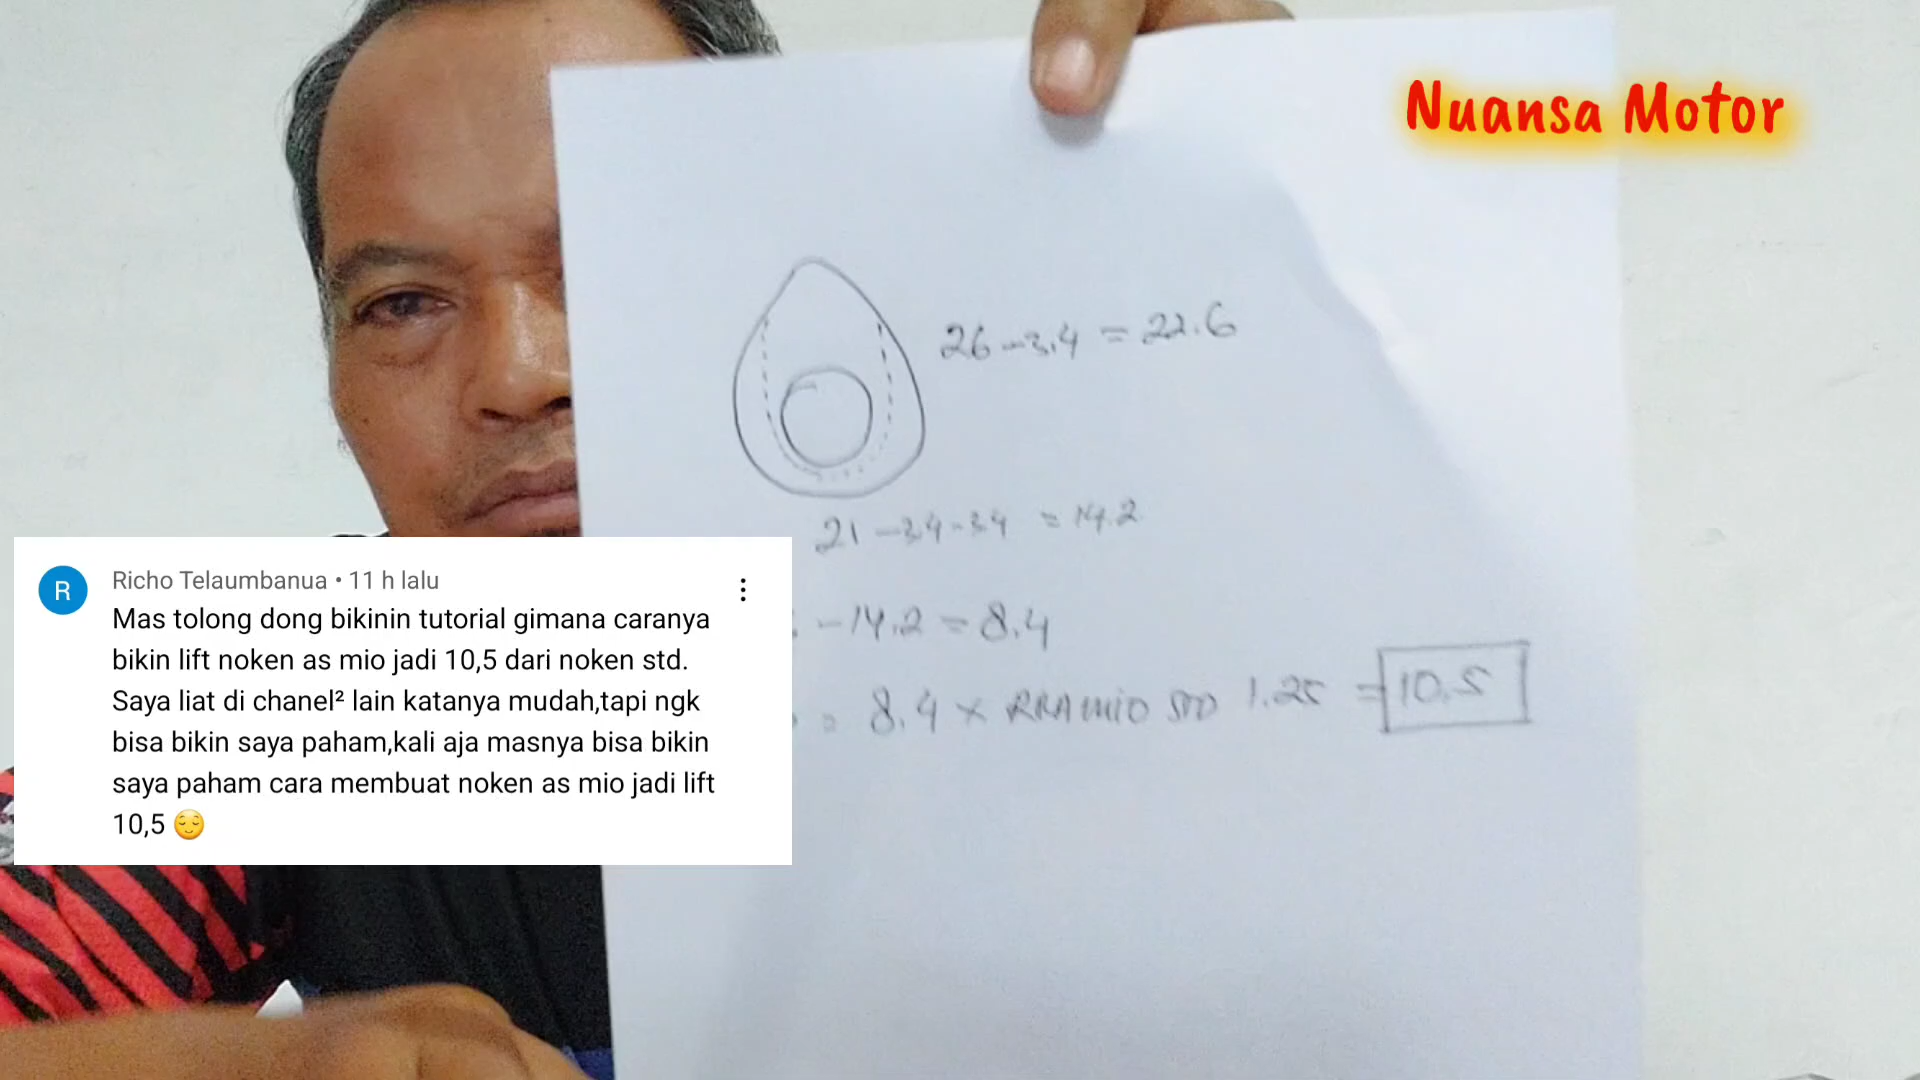 Nuansa Motor
26 - 3.4 = 22.6
21 - 3.4 - 3.4 = 14.2
- 14.2 = 8.4
= 8.4 x RRA MIO STD 1.25 = 10.5
R
Richo Telaumbanua • 11 h lalu
Mas tolong dong bikinin tutorial gimana caranya
bikin lift noken as mio jadi 10,5 dari noken std.
Saya liat di chanel² lain katanya mudah,tapi ngk
bisa bikin saya paham,kali aja masnya bisa bikin
saya paham cara membuat noken as mio jadi lift
10,5 😌